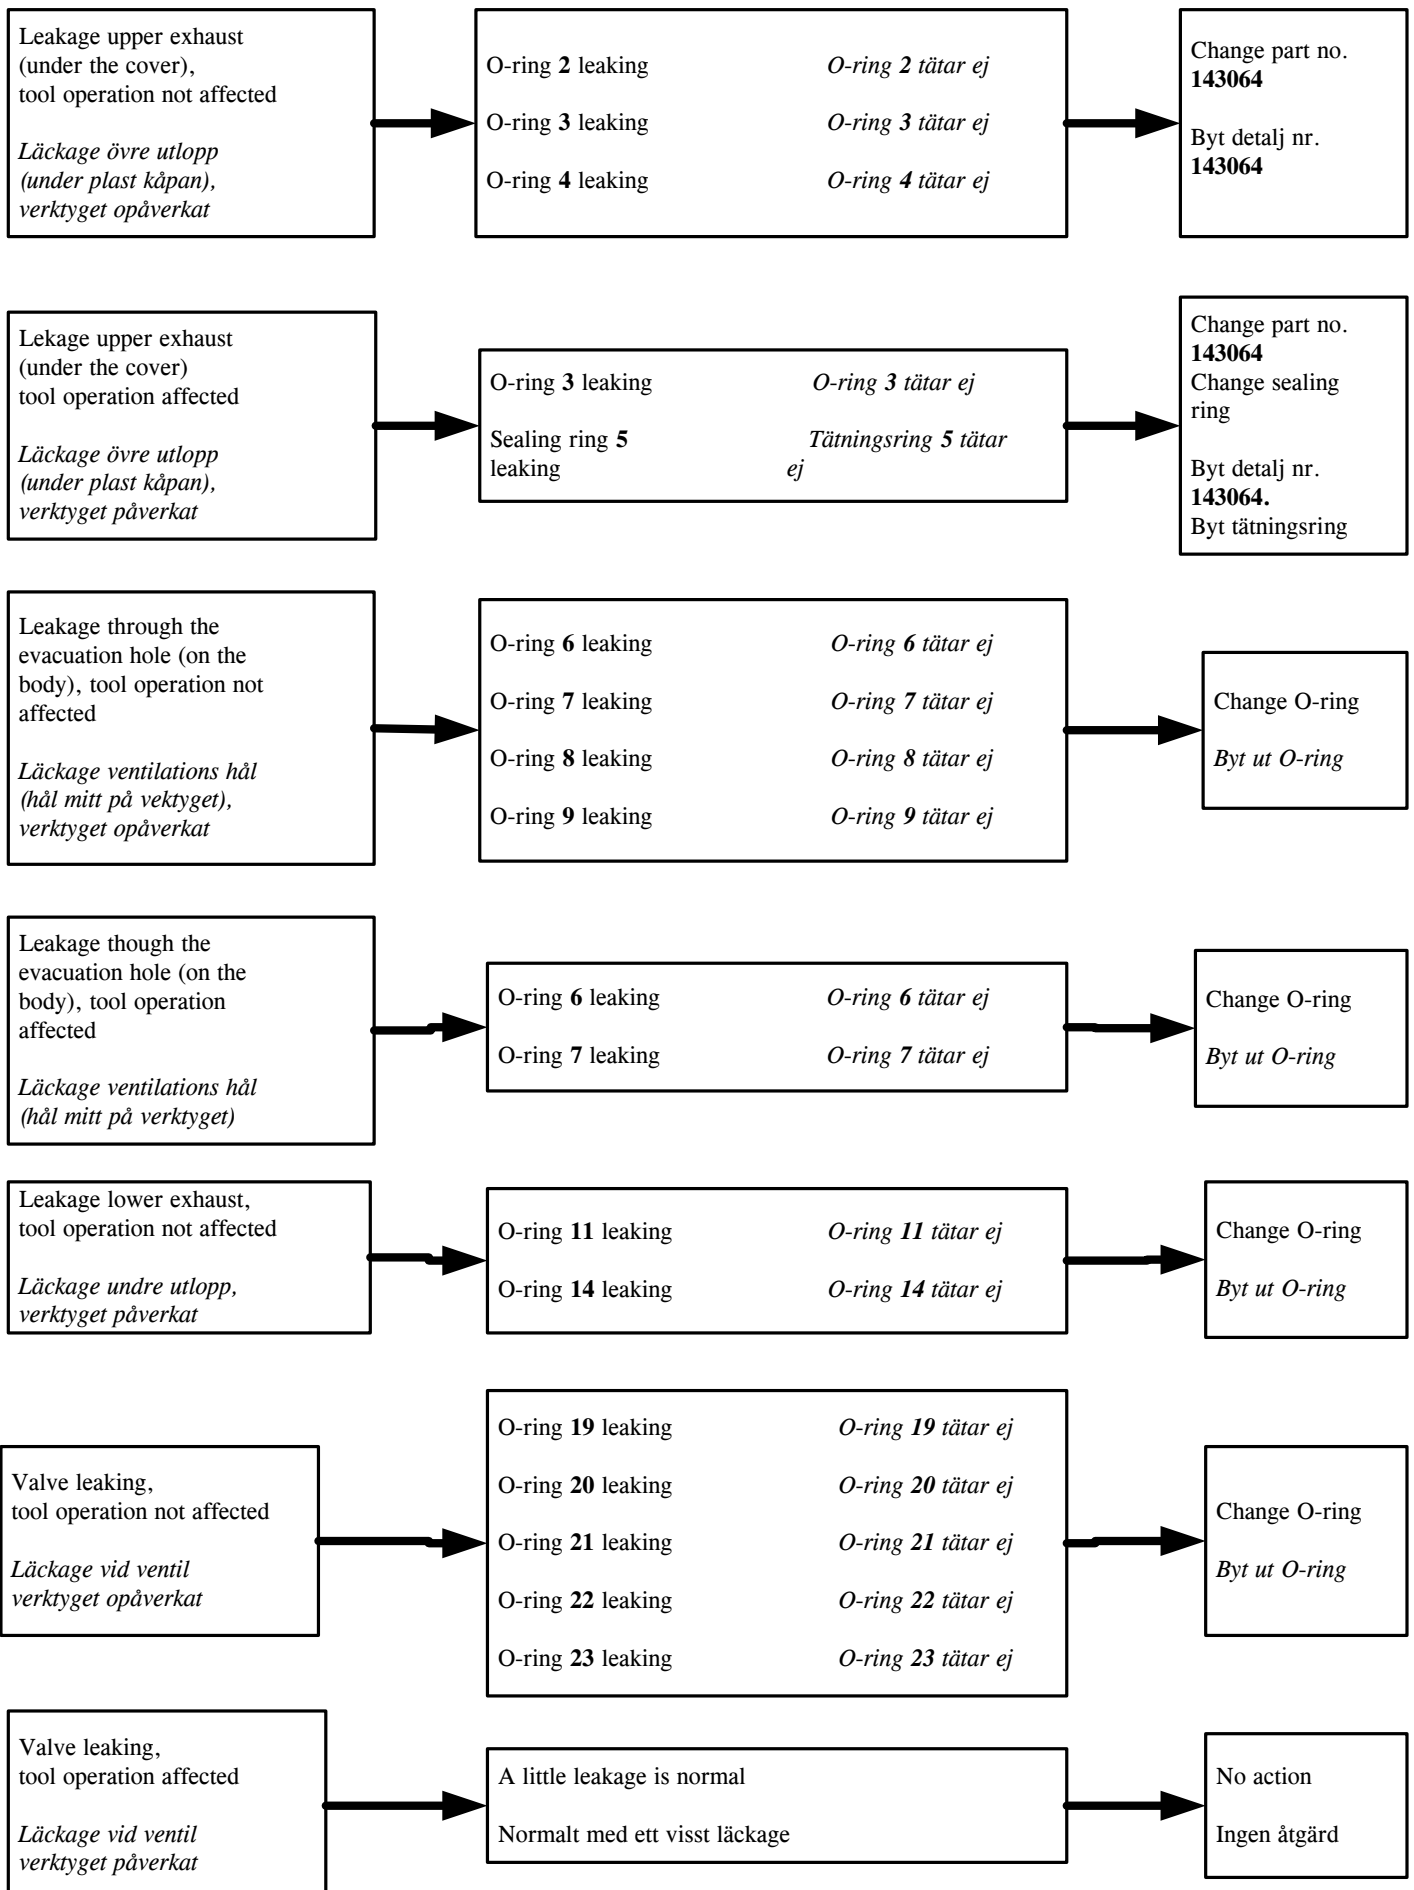 Leakage upper exhaust
(under the cover),
tool operation not affected
Läckage övre utlopp
(under plast kåpan),
verktyget opåverkat
O-ring 2 leaking O-ring 2 tätar ej
O-ring 3 leaking O-ring 3 tätar ej
O-ring 4 leaking O-ring 4 tätar ej
Change part no.
143064
Byt detalj nr.
143064
Lekage upper exhaust
(under the cover)
tool operation affected
Läckage övre utlopp
(under plast kåpan),
verktyget påverkat
O-ring 3 leaking O-ring 3 tätar ej
Sealing ring 5 Tätningsring 5 tätar
leaking ej
Change part no.
143064
Change sealing
ring
Byt detalj nr.
143064.
Byt tätningsring
Leakage through the
evacuation hole (on the
body), tool operation not
affected
Läckage ventilations hål
(hål mitt på vektyget),
verktyget opåverkat
O-ring 6 leaking O-ring 6 tätar ej
O-ring 7 leaking O-ring 7 tätar ej
O-ring 8 leaking O-ring 8 tätar ej
O-ring 9 leaking O-ring 9 tätar ej
Change O-ring
Byt ut O-ring
Leakage though the
evacuation hole (on the
body), tool operation
affected
Läckage ventilations hål
(hål mitt på verktyget)
O-ring 6 leaking O-ring 6 tätar ej
O-ring 7 leaking O-ring 7 tätar ej
Change O-ring
Byt ut O-ring
Leakage lower exhaust,
tool operation not affected
Läckage undre utlopp,
verktyget påverkat
O-ring 11 leaking O-ring 11 tätar ej
O-ring 14 leaking O-ring 14 tätar ej
Change O-ring
Byt ut O-ring
Valve leaking,
tool operation not affected
Läckage vid ventil
verktyget opåverkat
O-ring 19 leaking O-ring 19 tätar ej
O-ring 20 leaking O-ring 20 tätar ej
O-ring 21 leaking O-ring 21 tätar ej
O-ring 22 leaking O-ring 22 tätar ej
O-ring 23 leaking O-ring 23 tätar ej
Change O-ring
Byt ut O-ring
Valve leaking,
tool operation affected
Läckage vid ventil
verktyget påverkat
A little leakage is normal
Normalt med ett visst läckage
No action
Ingen åtgärd